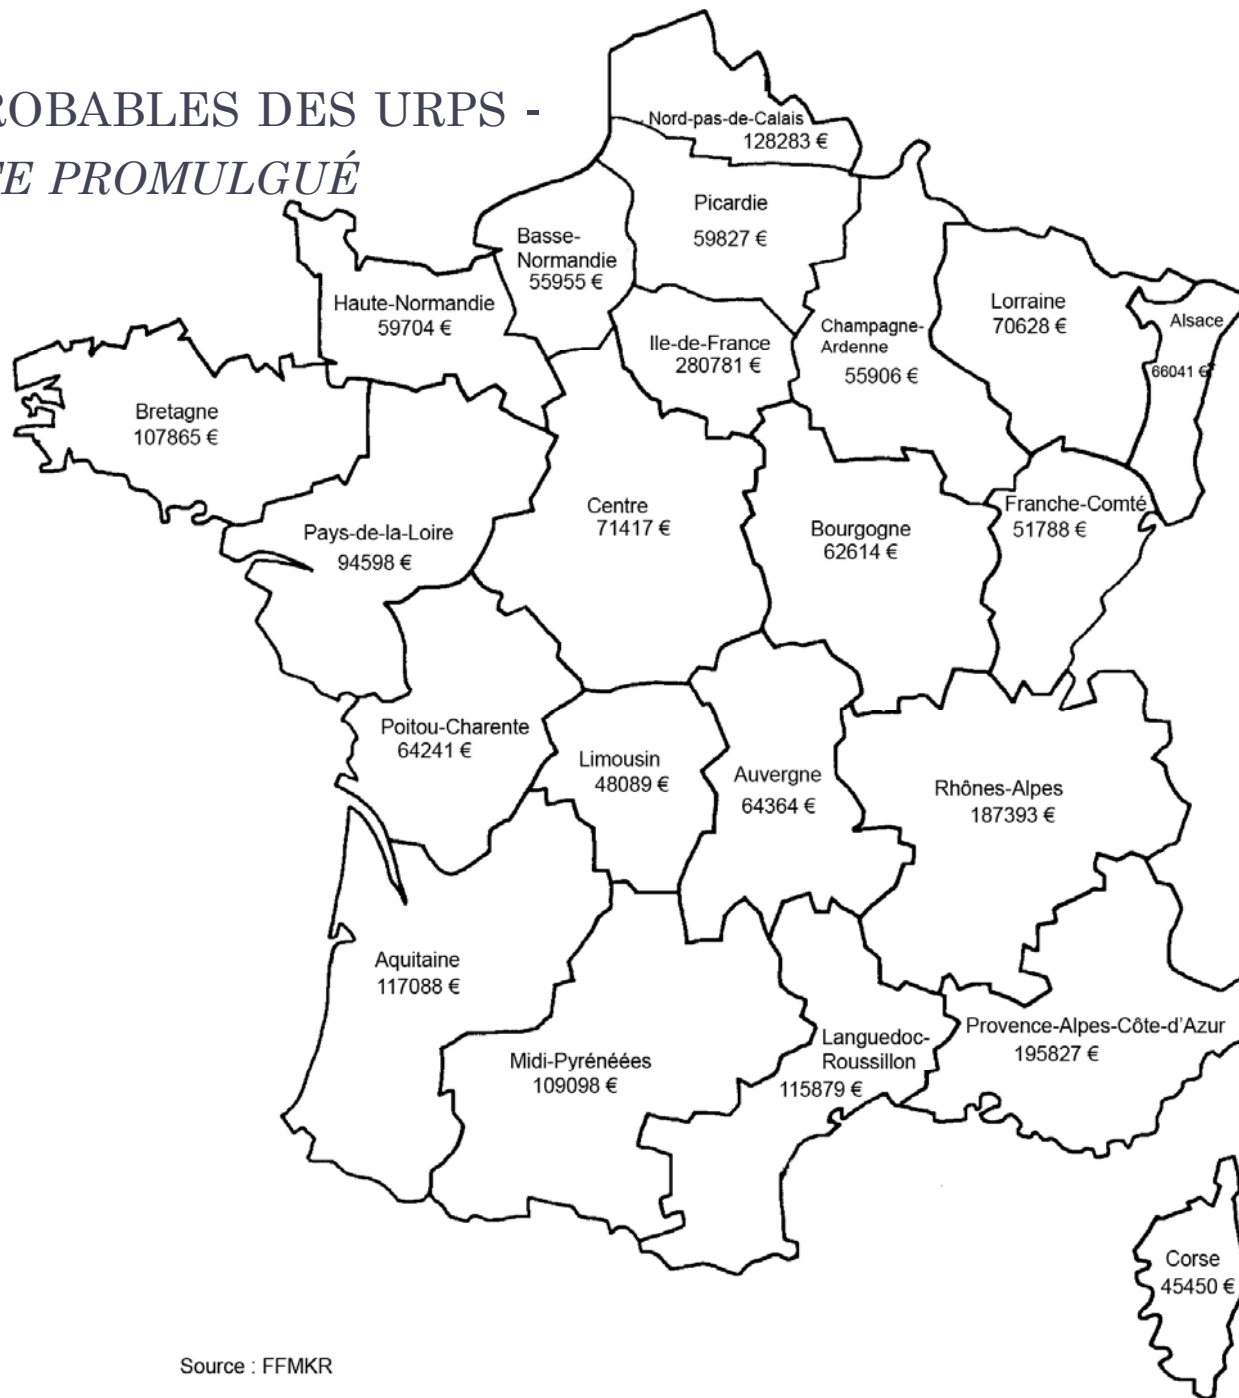 ROBABLES DES URPS -
TE PROMULGUÉ
Nord-pas-de-Calais
128283 €
Picardie
59827 €
Basse-
Normandie
55955 €
Haute-Normandie
59704 €
Ile-de-France
280781 €
Champagne-
Ardenne
55906 €
Lorraine
70628 €
Alsace
66041 €
Bretagne
107865 €
Pays-de-la-Loire
94598 €
Centre
71417 €
Bourgogne
62614 €
Franche-Comté
51788 €
Poitou-Charente
64241 €
Limousin
48089 €
Auvergne
64364 €
Rhônes-Alpes
187393 €
Aquitaine
117088 €
Midi-Pyrénéées
109098 €
Languedoc-
Roussillon
115879 €
Provence-Alpes-Côte-d'Azur
195827 €
Corse
45450 €
Source : FFMKR